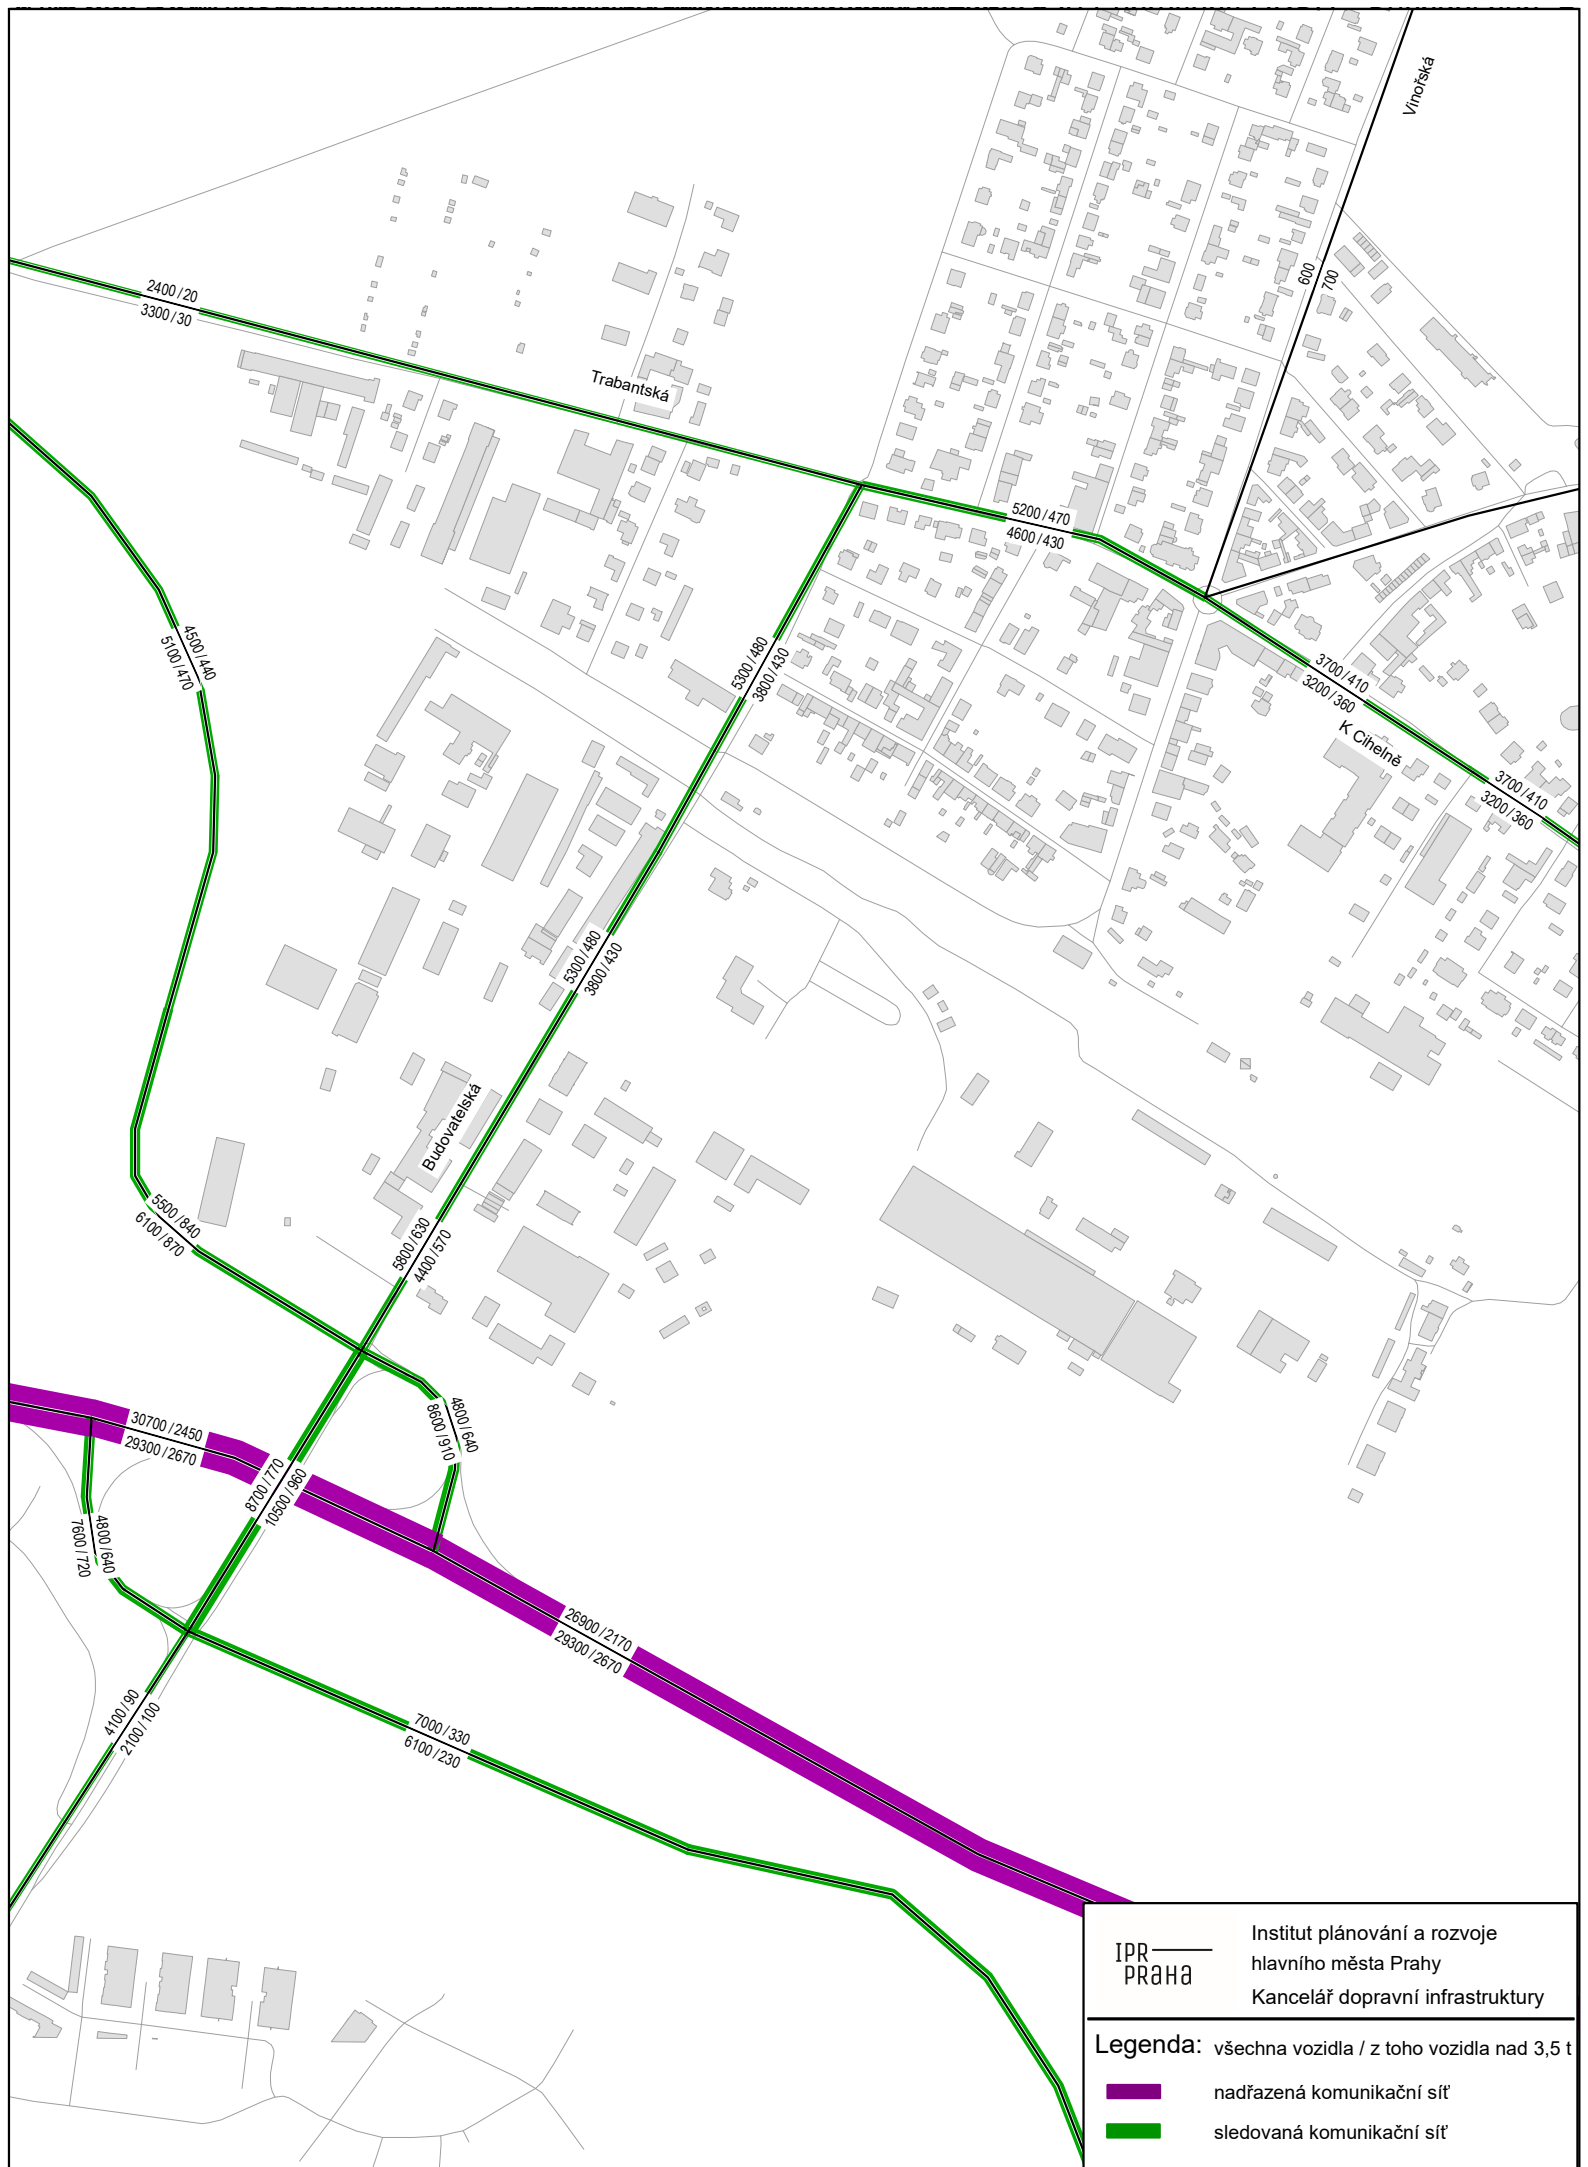 Vinořská
600
700
2400 / 20
3300 / 30
Trabantská
5200 / 470
4600 / 430
4500 / 440
5100 / 470
5300 / 480
3800 / 430
3700 / 410
3200 / 360
K Cihelně
3700 / 410
3200 / 360
5300 / 480
3800 / 430
Budovatelská
5500 / 840
6100 / 870
5800 / 630
4400 / 570
4800 / 640
8600 / 910
30700 / 2450
29300 / 2670
8700 / 770
10500 / 960
4800 / 640
7600 / 720
26900 / 2170
29300 / 2670
4100 / 90
2100 / 100
7000 / 330
6100 / 230
IPR
PRAHA
Institut plánování a rozvoje
hlavního města Prahy
Kancelář dopravní infrastruktury
Legenda: všechna vozidla / z toho vozidla nad 3,5 t
nadřazená komunikační síť
sledovaná komunikační síť